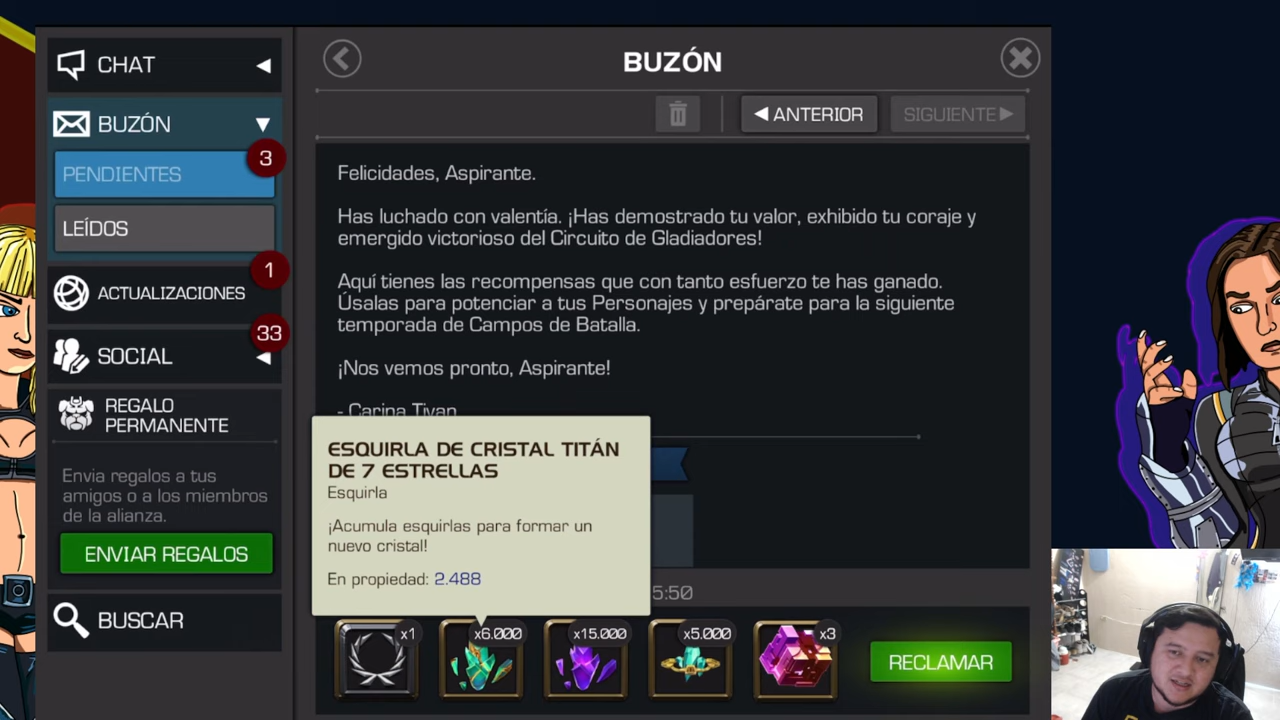 CHAT
BUZÓN
3
PENDIENTES
LEÍDOS
1
ACTUALIZACIONES
33
SOCIAL
REGALO
PERMANENTE
Envia regalos a tus
amigos o a los miembros
de la alianza.
ENVIAR REGALOS
BUSCAR
BUZÓN
ANTERIOR
SIGUIENTE
Felicidades, Aspirante.
Has luchado con valentía. ¡Has demostrado tu valor, exhibido tu coraje y
emergido victorioso del Circuito de Gladiadores!
Aquí tienes las recompensas que con tanto esfuerzo te has ganado.
Úsalas para potenciar a tus Personajes y prepárate para la siguiente
temporada de Campos de Batalla.
¡Nos vemos pronto, Aspirante!
- Carina Tivan
ESQUIRLA DE CRISTAL TITÁN
DE 7 ESTRELLAS
Esquirla
¡Acumula esquirlas para formar un
nuevo cristal!
En propiedad: 2.488
5:50
x1
x6.000
x15.000
x5.000
x3
RECLAMAR